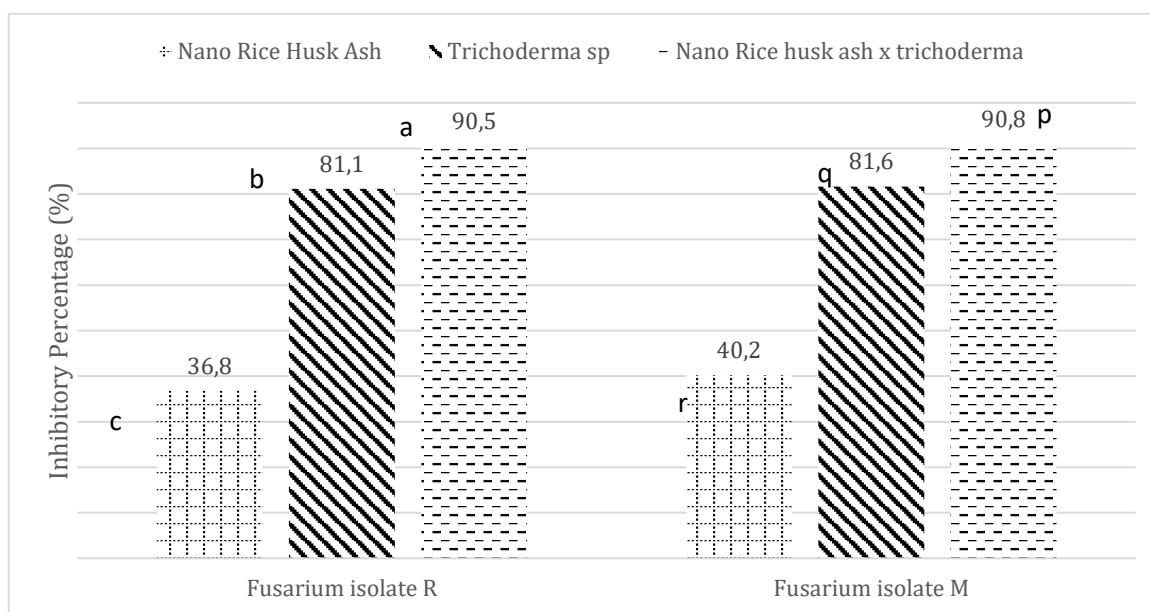 Nano Rice Husk Ash Trichoderma sp Nano Rice husk ash x trichoderma
Inhibitory Percentage (%)
a 90,5
b 81,1
c 36,8
p 90,8
q 81,6
r 40,2
Fusarium isolate R Fusarium isolate M